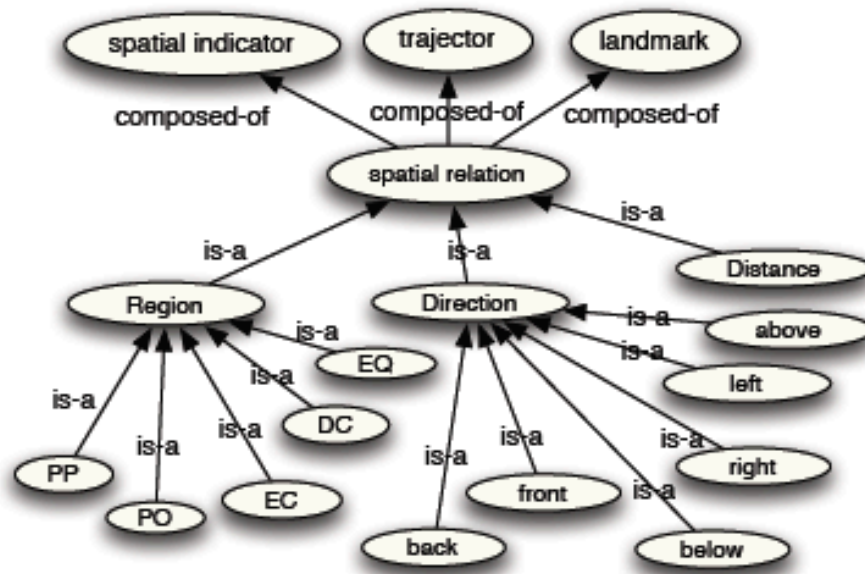 spatial indicator
trajector
landmark
composed-of
composed-of
composed-of
spatial relation
is-a
is-a
is-a
Region
Direction
Distance
is-a
is-a
above
EQ
is-a
left
is-a
is-a
DC
is-a
is-a
is-a
is-a
is-a
right
PP
is-a
front
is-a
PO
EC
back
below